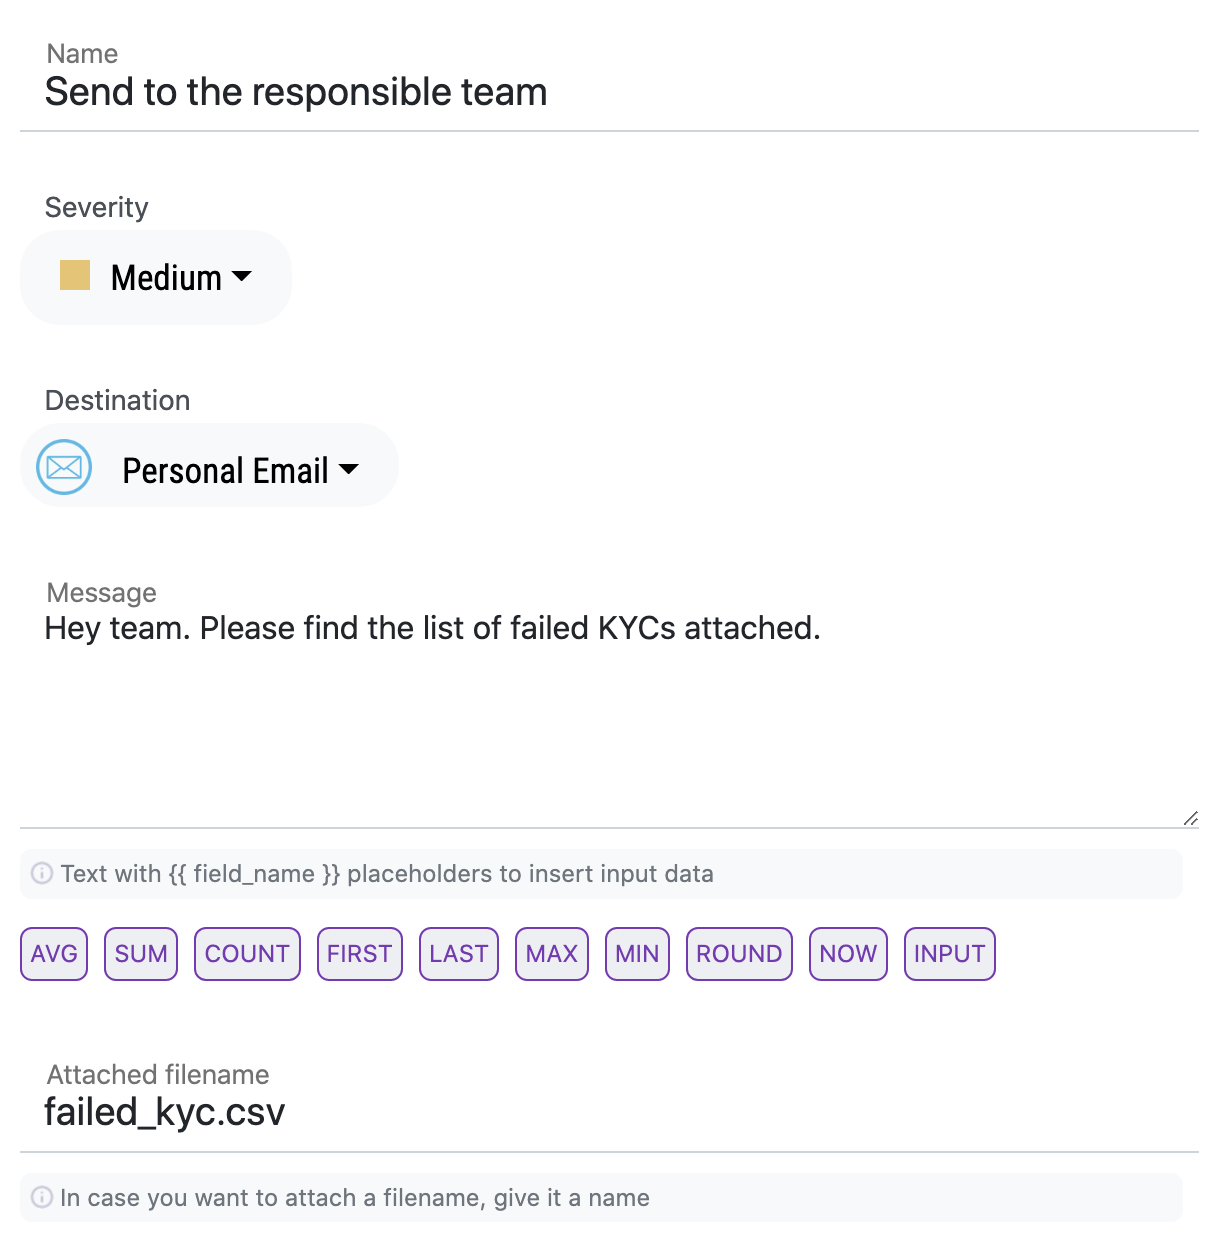 Name
Send to the responsible team
Severity
Medium
Destination
Personal Email
Message
Hey team. Please find the list of failed KYCs attached.
Text with {{ field_name }} placeholders to insert input data
AVG SUM COUNT FIRST LAST MAX MIN ROUND NOW INPUT
Attached filename
failed_kyc.csv
In case you want to attach a filename, give it a name